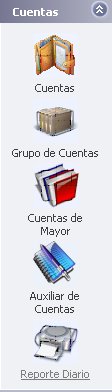 Cuentas
Cuentas
Grupo de Cuentas
Cuentas de
Mayor
Auxiliar de
Cuentas
Reporte Diario